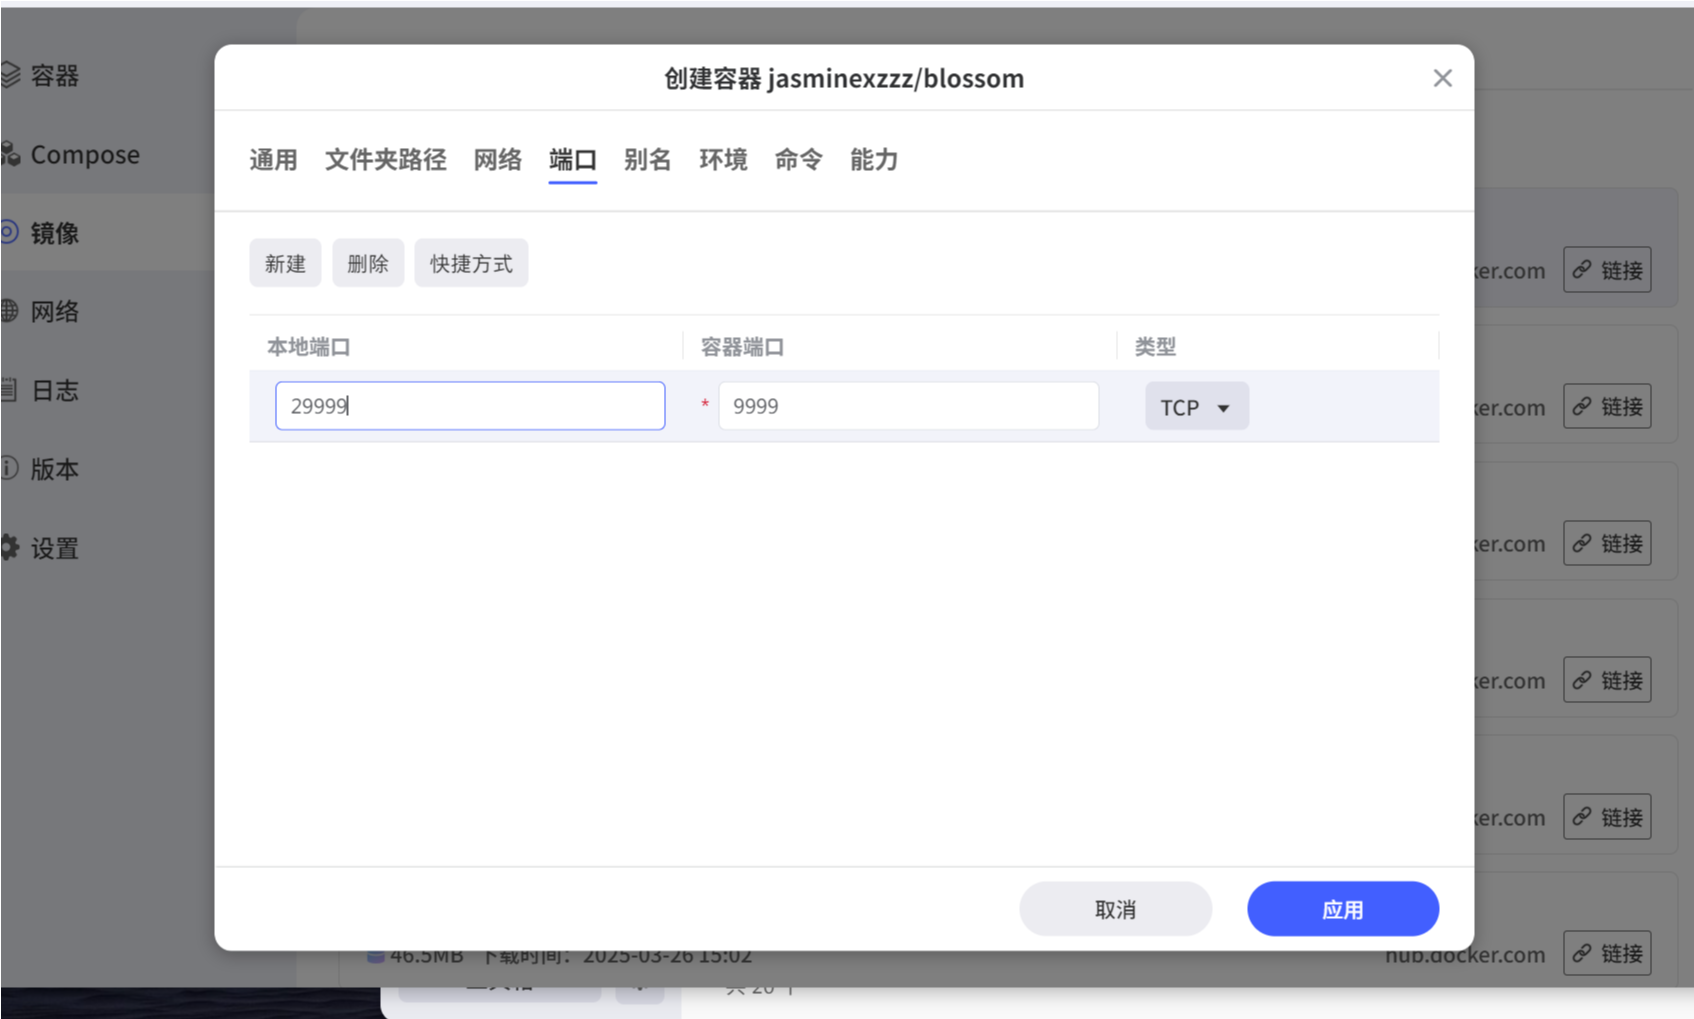 创建容器 jasminexzzz/blossom
容器
Compose
镜像
网络
日志
版本
设置
通用 文件夹路径 网络 端口 别名 环境 命令 能力
新建 删除 快捷方式
本地端口 容器端口 类型
29999 * 9999 TCP
ker.com 链接
ker.com 链接
ker.com 链接
ker.com 链接
ker.com 链接
取消 应用
46.5MB 下载时间：2025-03-26 15:02 hub.docker.com 链接
共 20 个